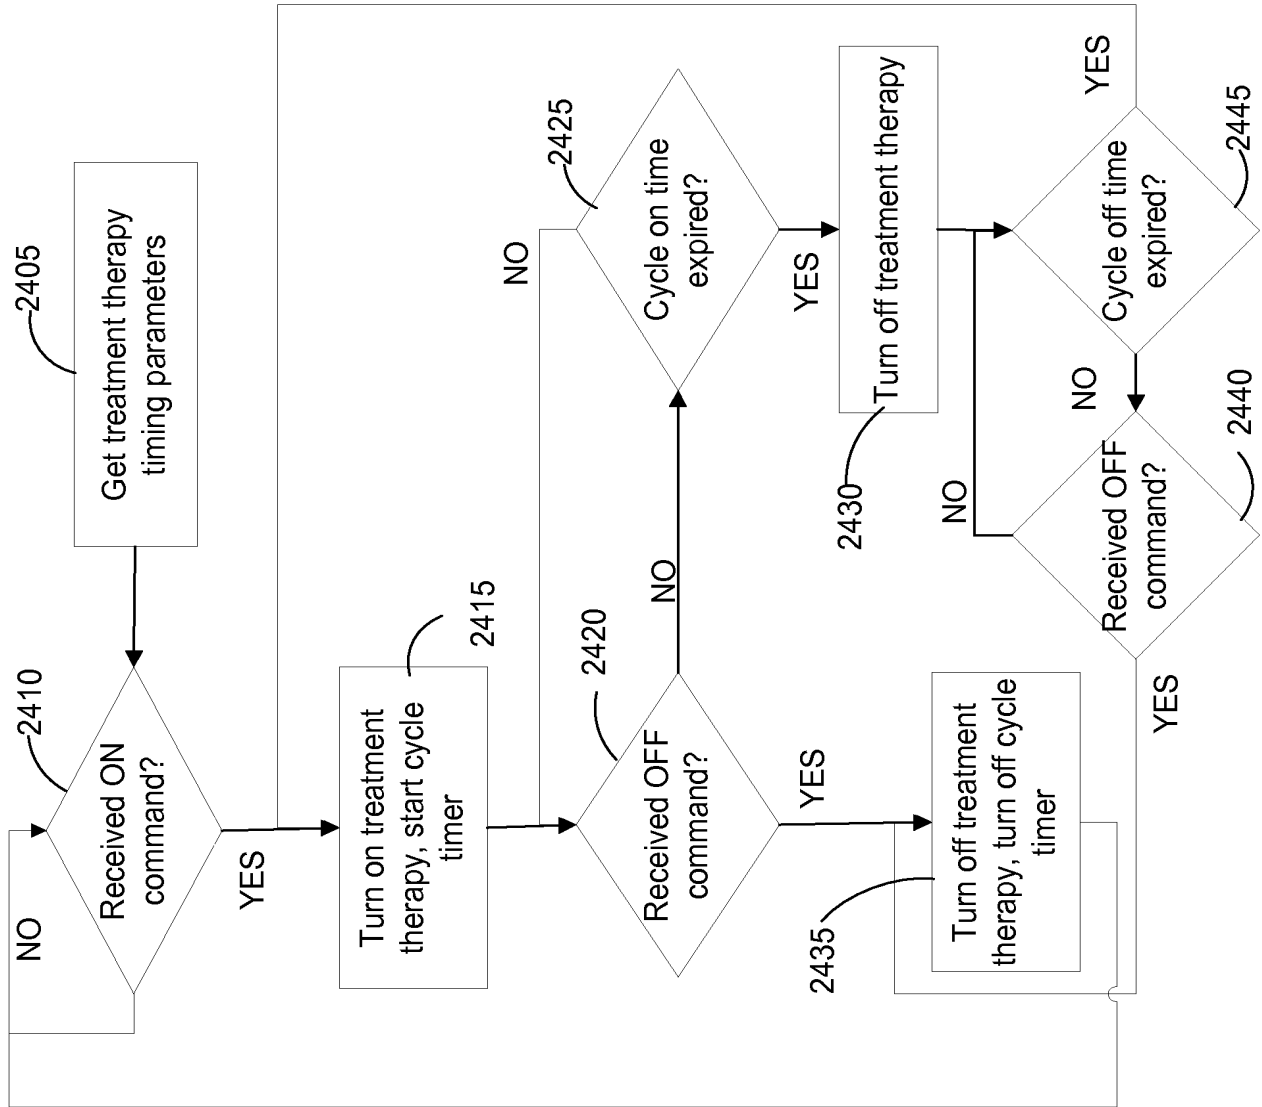 2405
Get treatment therapy
timing parameters
2410
Received ON
command?
NO
YES
2415
Turn on treatment
therapy, start cycle
timer
2420
Received OFF
command?
NO
YES
2425
Cycle on time
expired?
NO
YES
2430
Turn off treatment therapy
2435
Turn off treatment
therapy, turn off cycle
timer
2445
Cycle off time
expired?
YES
NO
2440
Received OFF
command?
NO
YES